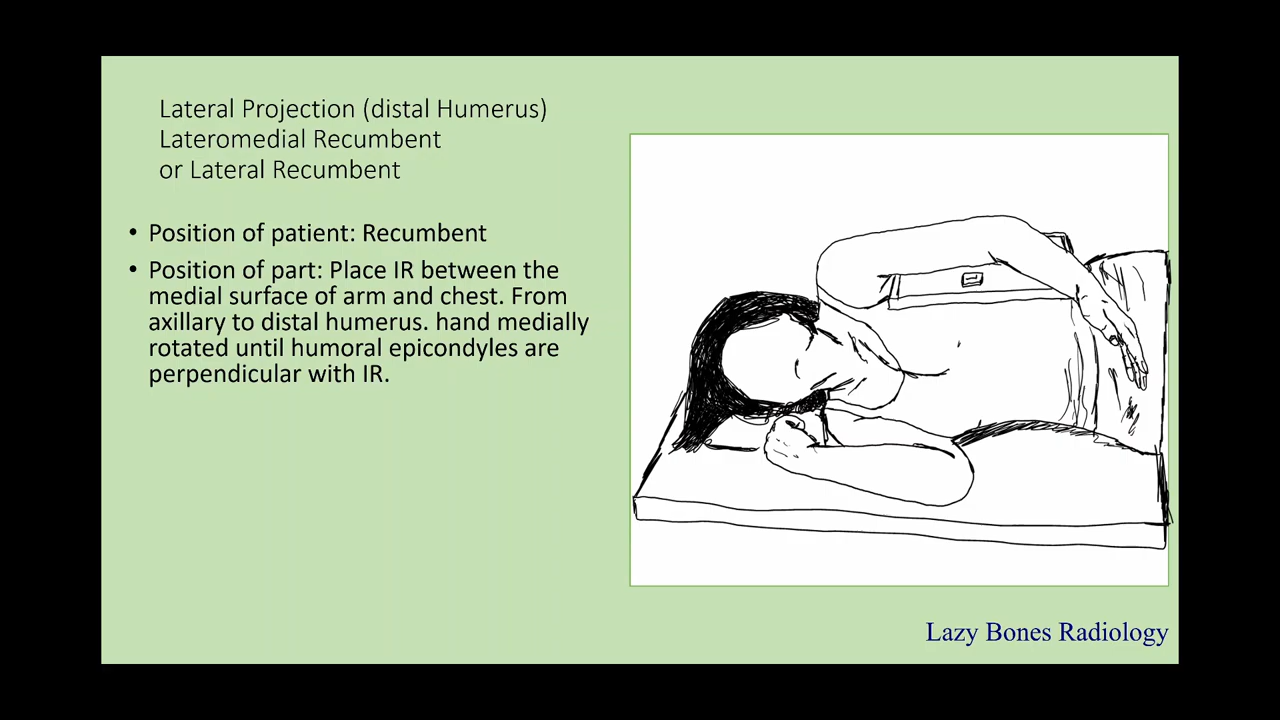 Lateral Projection (distal Humerus)
Lateromedial Recumbent
or Lateral Recumbent
• Position of patient: Recumbent
• Position of part: Place IR between the
medial surface of arm and chest. From
axillary to distal humerus. hand medially
rotated until humoral epicondyles are
perpendicular with IR.
Lazy Bones Radiology